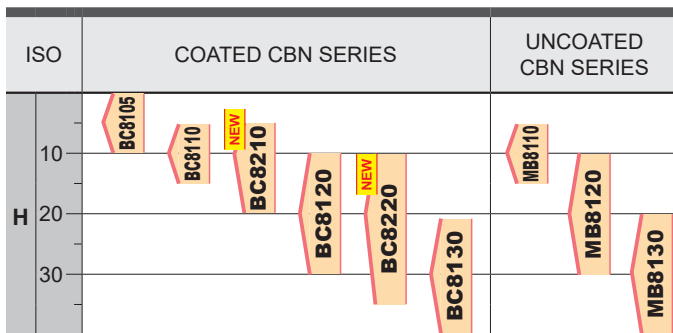 ISO
COATED CBN SERIES
UNCOATED
CBN SERIES
H
10
20
30
BC8105
BC8110
NEW
BC8210
BC8120
NEW
BC8220
BC8130
MB8110
MB8120
MB8130